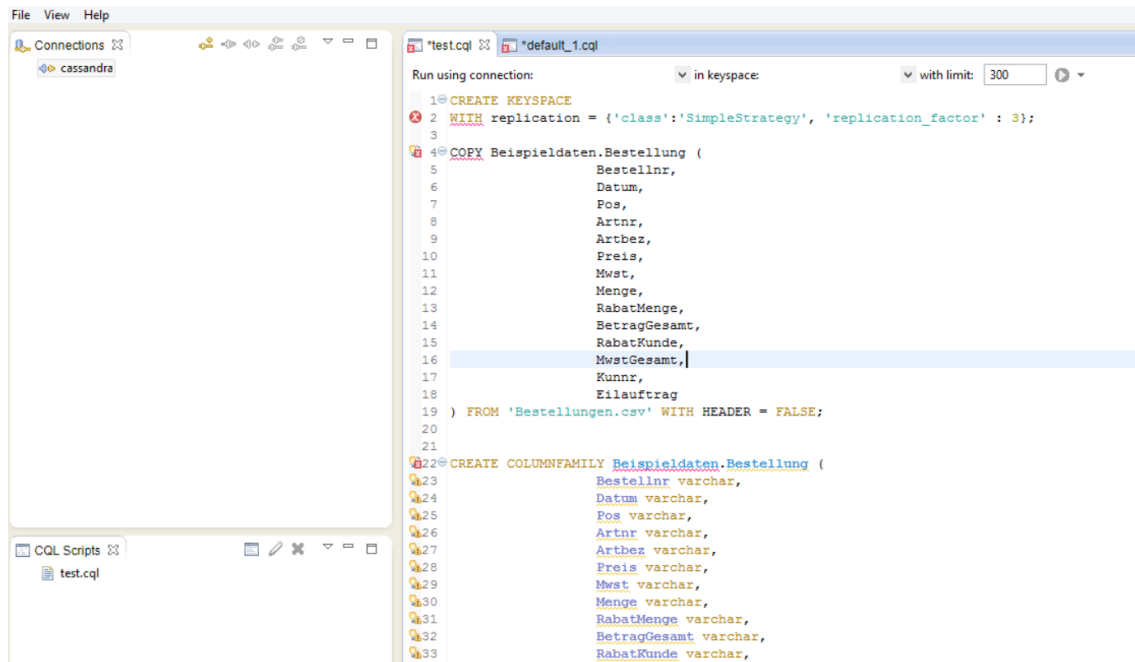 File View Help
Connections
cassandra
CQL Scripts
test.cql
*test.cql *default_1.cql
Run using connection: in keyspace: with limit: 300
1 CREATE KEYSPACE
2 WITH replication = {'class':'SimpleStrategy', 'replication_factor' : 3};
3
4 COPY Beispieldaten.Bestellung (
5 Bestellnr,
6 Datum,
7 Pos,
8 Artnr,
9 Artbez,
10 Preis,
11 Mwst,
12 Menge,
13 RabatMenge,
14 BetragGesamt,
15 RabatKunde,
16 MwstGesamt,
17 Kunnr,
18 Eilauftrag
19 ) FROM 'Bestellungen.csv' WITH HEADER = FALSE;
20
21
22 CREATE COLUMNFAMILY Beispieldaten.Bestellung (
23 Bestellnr varchar,
24 Datum varchar,
25 Pos varchar,
26 Artnr varchar,
27 Artbez varchar,
28 Preis varchar,
29 Mwst varchar,
30 Menge varchar,
31 RabatMenge varchar,
32 BetragGesamt varchar,
33 RabatKunde varchar,